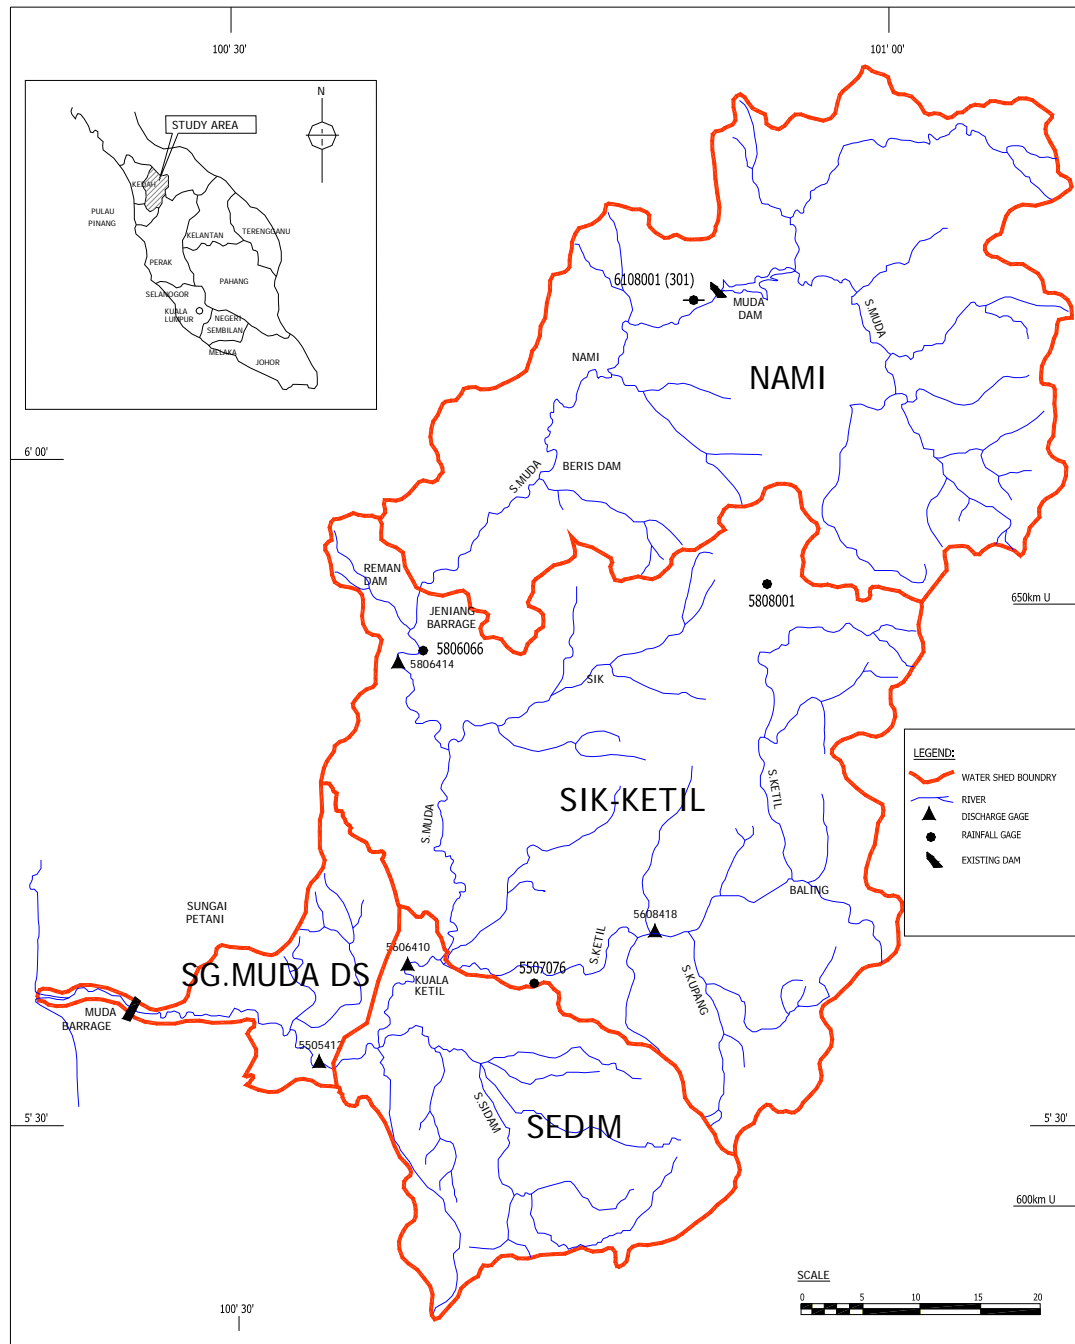 100' 30'
101' 00'
N
STUDY AREA
KEDAH
PULAU
PINANG
KELANTAN
TERENGGANU
PERAK
PAHANG
SELANOGOR
KUALA
LUMPUR
NEGERI
SEMBILAN
MELAKA
JOHOR
6108001 (301)
MUDA
DAM
S.MUDA
NAMI
NAMI
6' 00'
S.MUDA
BERIS DAM
REMAN
DAM
5808001
650km U
JENIANG
BARRAGE
5806066
5806414
SIK
LEGEND:
WATER SHED BOUNDRY
RIVER
DISCHARGE GAGE
RAINFALL GAGE
EXISTING DAM
S.KETIL
SIK-KETIL
S.MUDA
BALING
SUNGAI
PETANI
5608418
S.KETIL
5606410
SG.MUDA DS
KUALA
KETIL
5507076
S.KUPANG
MUDA
BARRAGE
5505412
S.SIDAM
SEDIM
5' 30'
5' 30'
600km U
SCALE
0 5 10 15 20
100' 30'